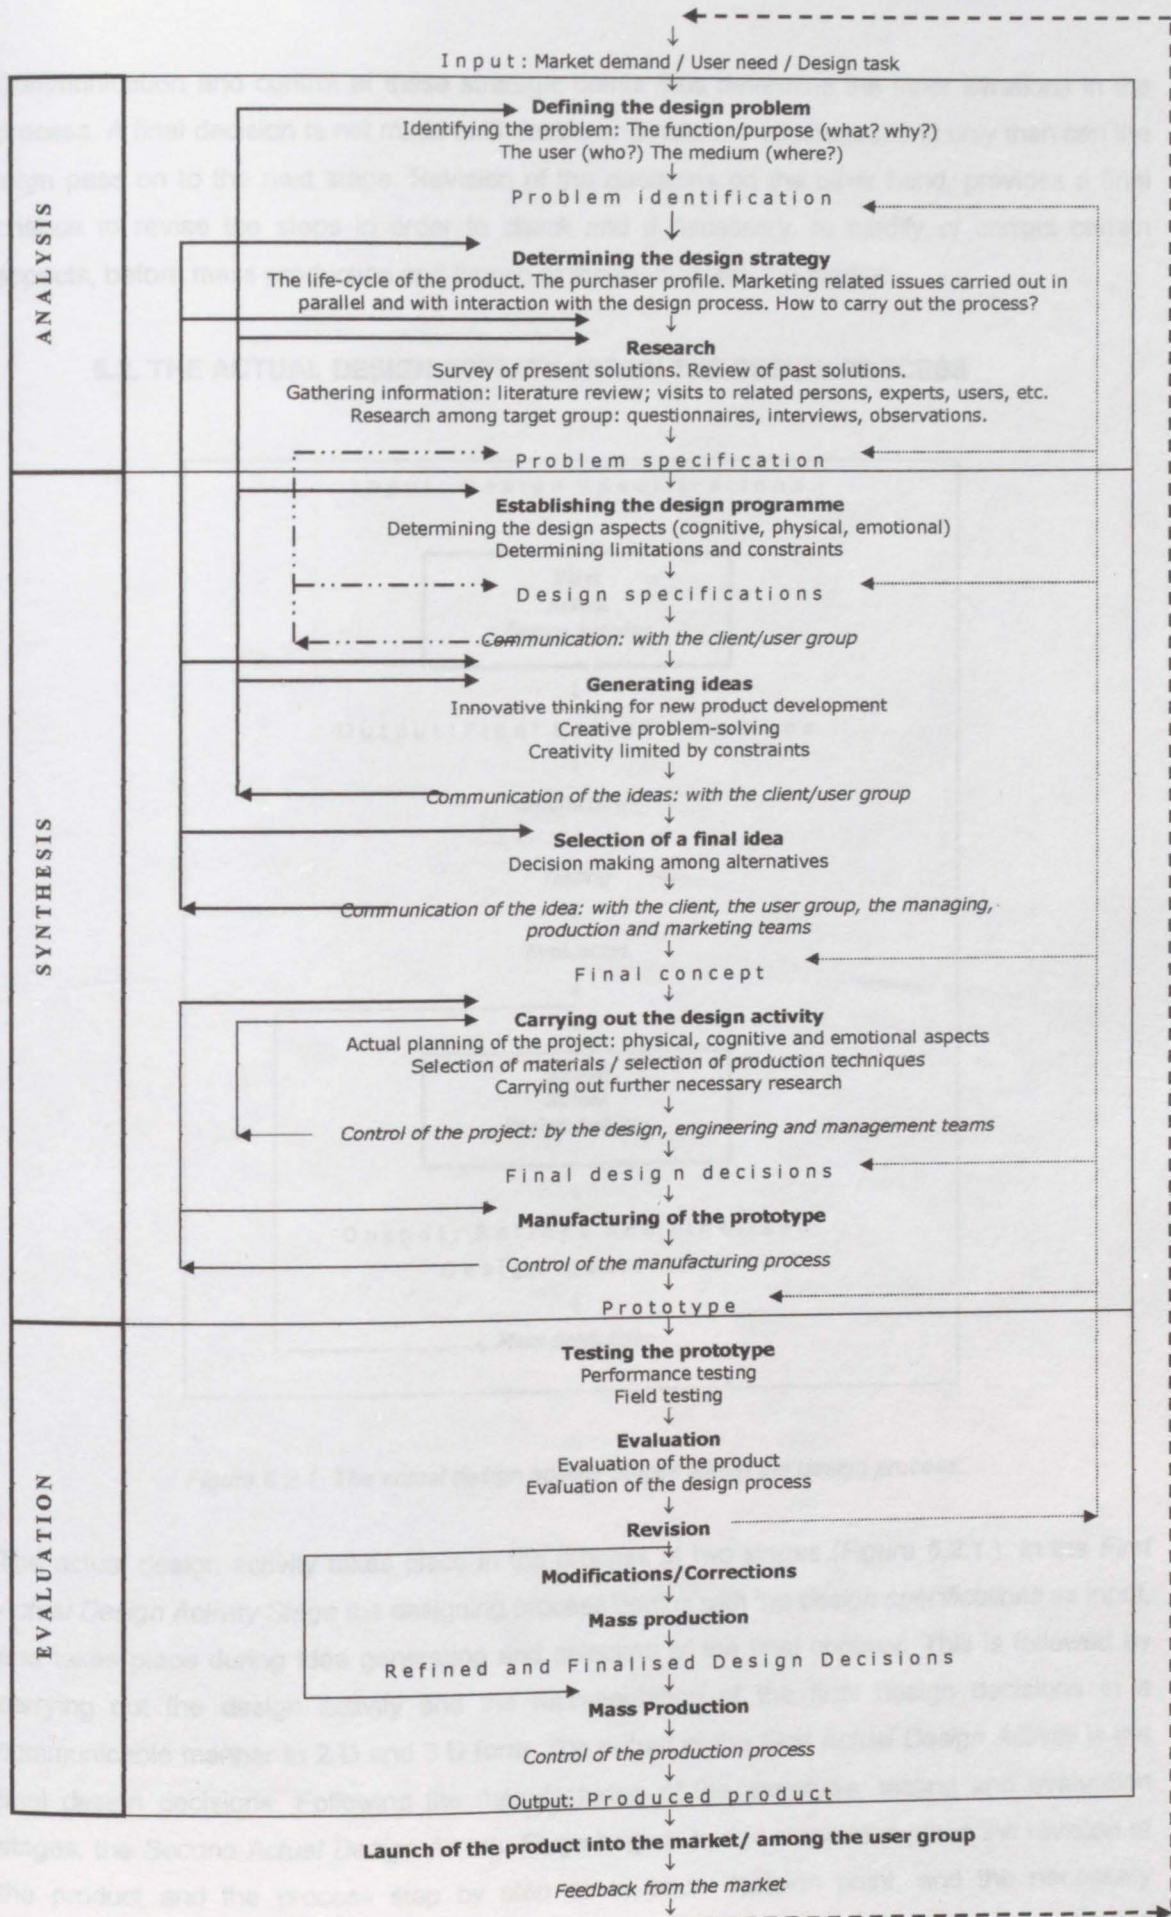 Input: Market demand / User need / Design task
ANALYSIS
Defining the design problem
Identifying the problem: The function/purpose (what? why?)
The user (who?) The medium (where?)
Problem identification
Determining the design strategy
The life-cycle of the product. The purchaser profile. Marketing related issues carried out in
parallel and with interaction with the design process. How to carry out the process?
Research
Survey of present solutions. Review of past solutions.
Gathering information: literature review; visits to related persons, experts, users, etc.
Research among target group: questionnaires, interviews, observations.
Problem specification
SYNTHESIS
Establishing the design programme
Determining the design aspects (cognitive, physical, emotional)
Determining limitations and constraints
Design specifications
Communication: with the client/user group
Generating ideas
Innovative thinking for new product development
Creative problem-solving
Creativity limited by constraints
Communication of the ideas: with the client/user group
Selection of a final idea
Decision making among alternatives
Communication of the idea: with the client, the user group, the managing,
production and marketing teams
Final concept
Carrying out the design activity
Actual planning of the project: physical, cognitive and emotional aspects
Selection of materials / selection of production techniques
Carrying out further necessary research
Control of the project: by the design, engineering and management teams
Final design decisions
Manufacturing of the prototype
Control of the manufacturing process
Prototype
EVALUATION
Testing the prototype
Performance testing
Field testing
Evaluation
Evaluation of the product
Evaluation of the design process
Revision
Modifications/Corrections
Mass production
Refined and Finalised Design Decisions
Mass Production
Control of the production process
Output: Produced product
Launch of the product into the market/ among the user group
Feedback from the market